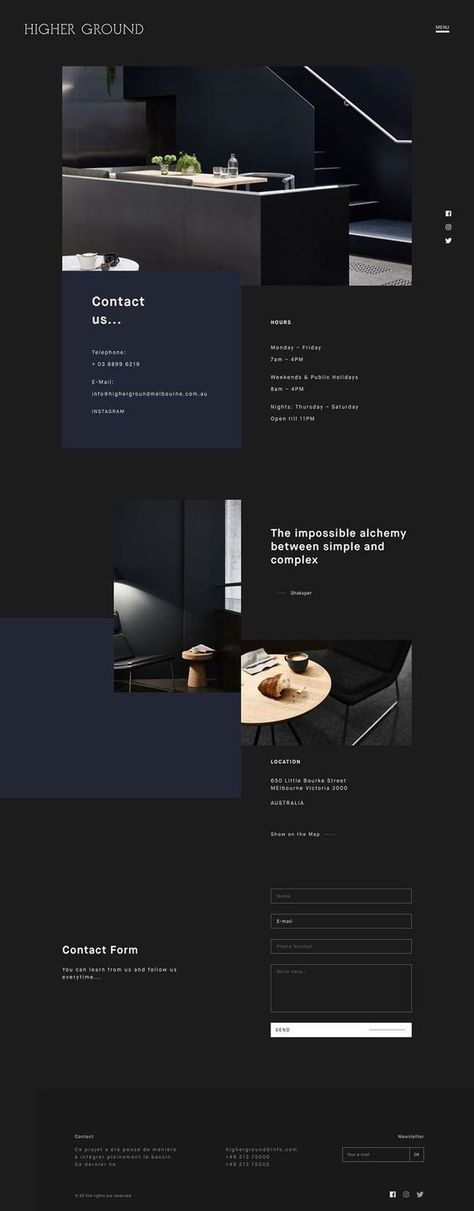 HIGHER GROUND
MENU
Contact
us...
Telephone:
+ 03 8899 6219
E-Mail:
info@highergroundmelbourne.com.au
INSTAGRAM
HOURS
Monday – Friday
7am – 4PM
Weekends & Public Holidays
8am – 4PM
Nights: Thursday – Saturday
Open till 11PM
The impossible alchemy
between simple and
complex
Shaksper
LOCATION
650 Little Bourke Street
MElbourne Victoria 3000
AUSTRALIA
Show on the Map
Contact Form
You can learn from us and follow us
everytime...
Name
E-mail
Phone Number
Write Here...
SEND
Contact
Ce projet a été pensé de manière
à intégrer pleinement le bassin.
Ce dernier ne
higherground@info.com
+49 213 75000
+49 213 75002
Newsletter
Your e-mail
OK
© All the rights are reserved